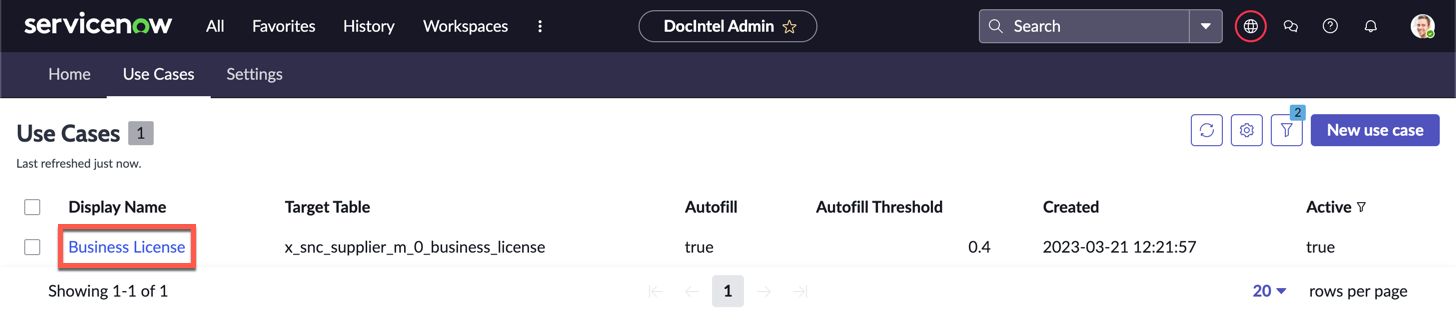 servicenow All Favorites History Workspaces DocIntel Admin Search
Home Use Cases Settings
Use Cases 1 2 New use case
Last refreshed just now.
Display Name Target Table Autofill Autofill Threshold Created Active
Business License x_snc_supplier_m_0_business_license true 0.4 2023-03-21 12:21:57 true
Showing 1-1 of 1 1 20 rows per page